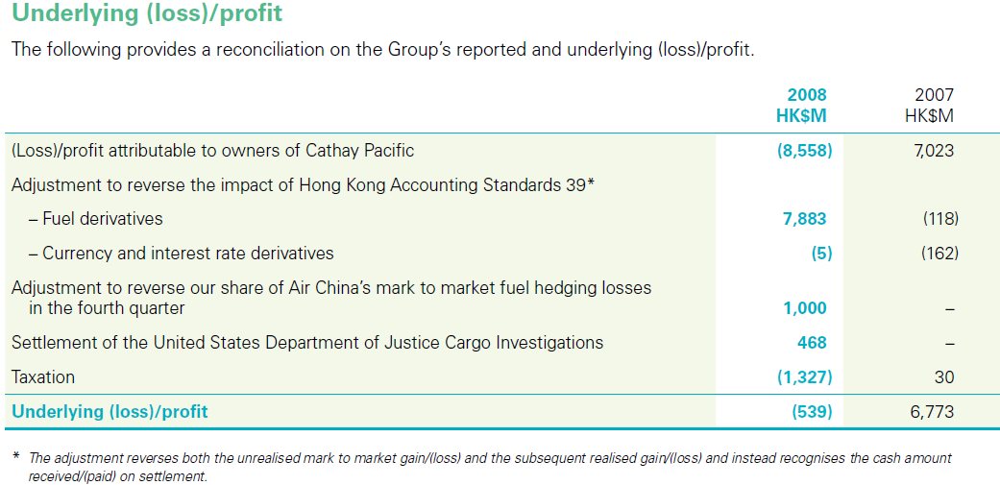 Underlying (loss)/profit
The following provides a reconciliation on the Group's reported and underlying (loss)/profit.
2008 2007
HK$M HK$M
(Loss)/profit attributable to owners of Cathay Pacific (8,558) 7,023
Adjustment to reverse the impact of Hong Kong Accounting Standards 39*
– Fuel derivatives 7,883 (118)
– Currency and interest rate derivatives (5) (162)
Adjustment to reverse our share of Air China's mark to market fuel hedging losses
in the fourth quarter 1,000 –
Settlement of the United States Department of Justice Cargo Investigations 468 –
Taxation (1,327) 30
Underlying (loss)/profit (539) 6,773
* The adjustment reverses both the unrealised mark to market gain/(loss) and the subsequent realised gain/(loss) and instead recognises the cash amount
received/(paid) on settlement.